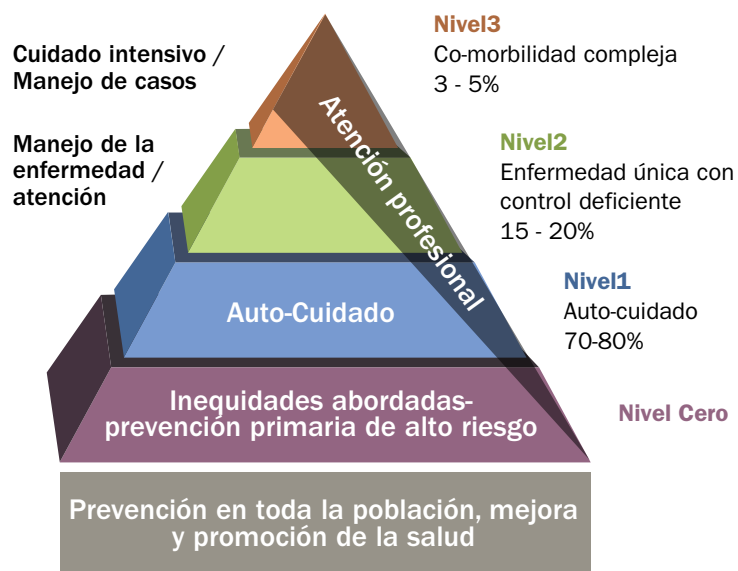 Cuidado intensivo /
Manejo de casos
Nivel3
Co-morbilidad compleja
3 - 5%
Atención profesional
Manejo de la
enfermedad /
atención
Nivel2
Enfermedad única con
control deficiente
15 - 20%
Nivel1
Auto-cuidado
70-80%
Auto-Cuidado
Inequidades abordadas-
prevención primaria de alto riesgo
Nivel Cero
Prevención en toda la población, mejora
y promoción de la salud